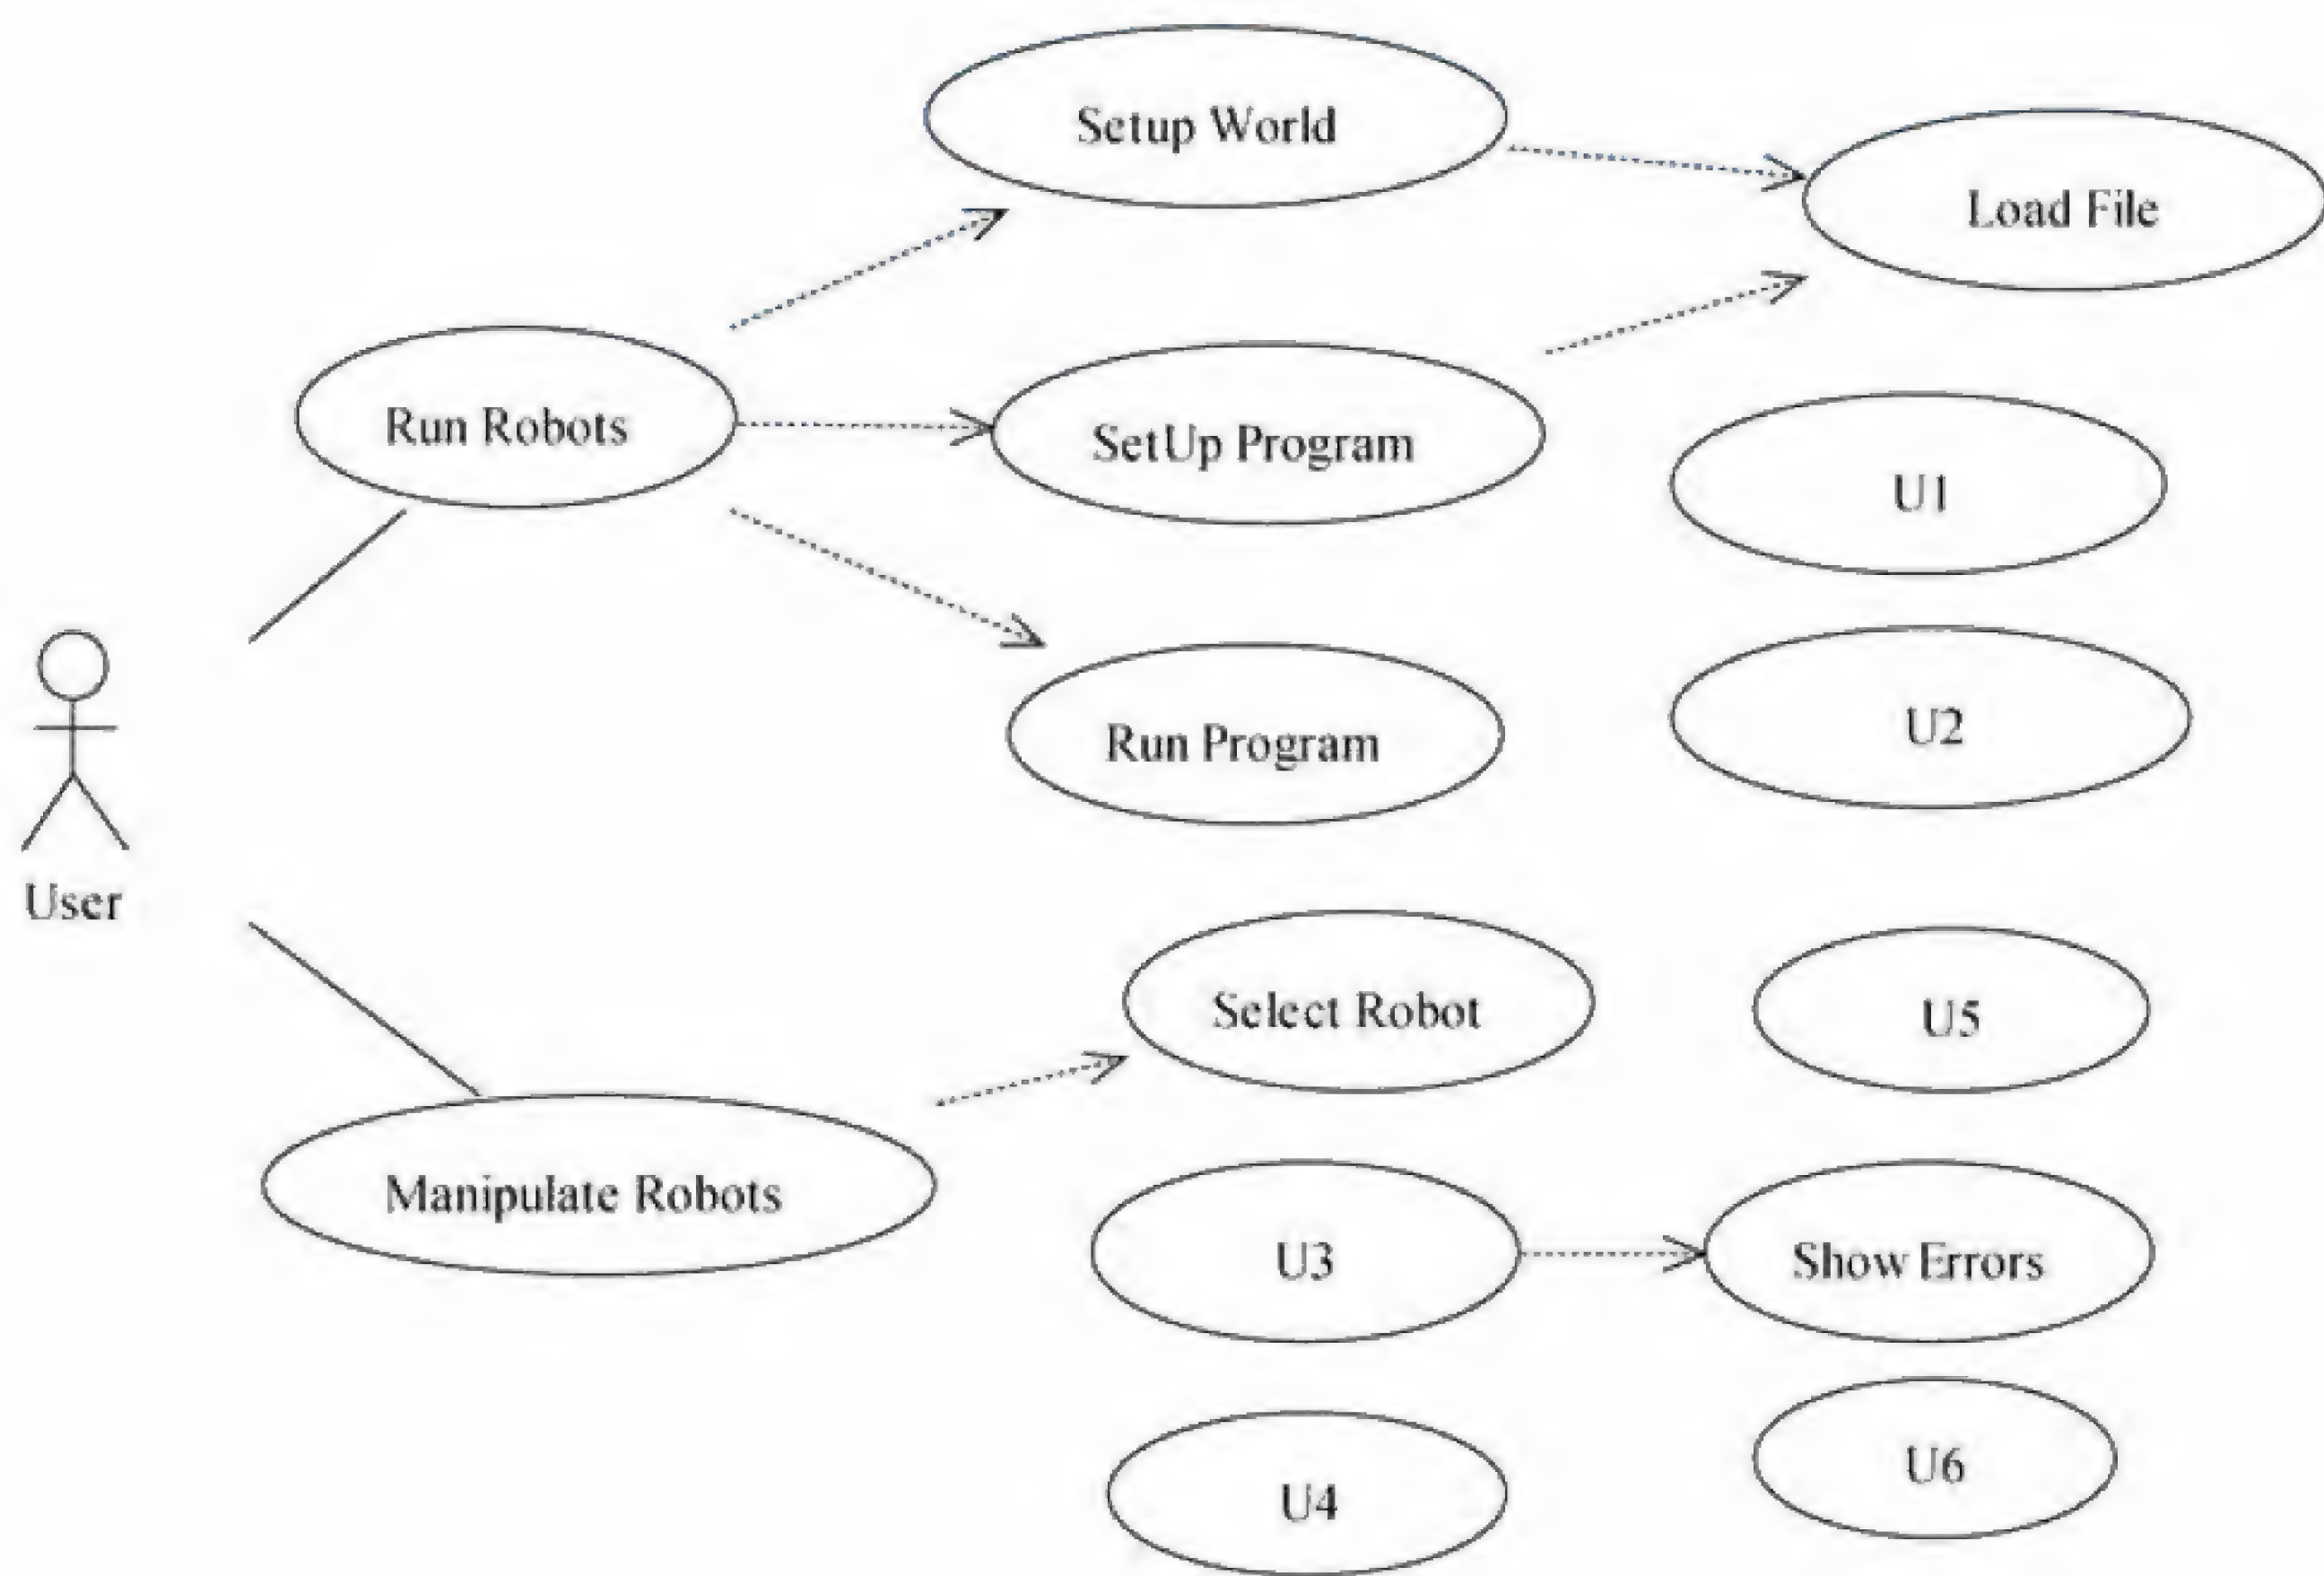 Setup World
Load File
Run Robots
SetUp Program
U1
Run Program
U2
User
Select Robot
U5
Manipulate Robots
U3
Show Errors
U4
U6